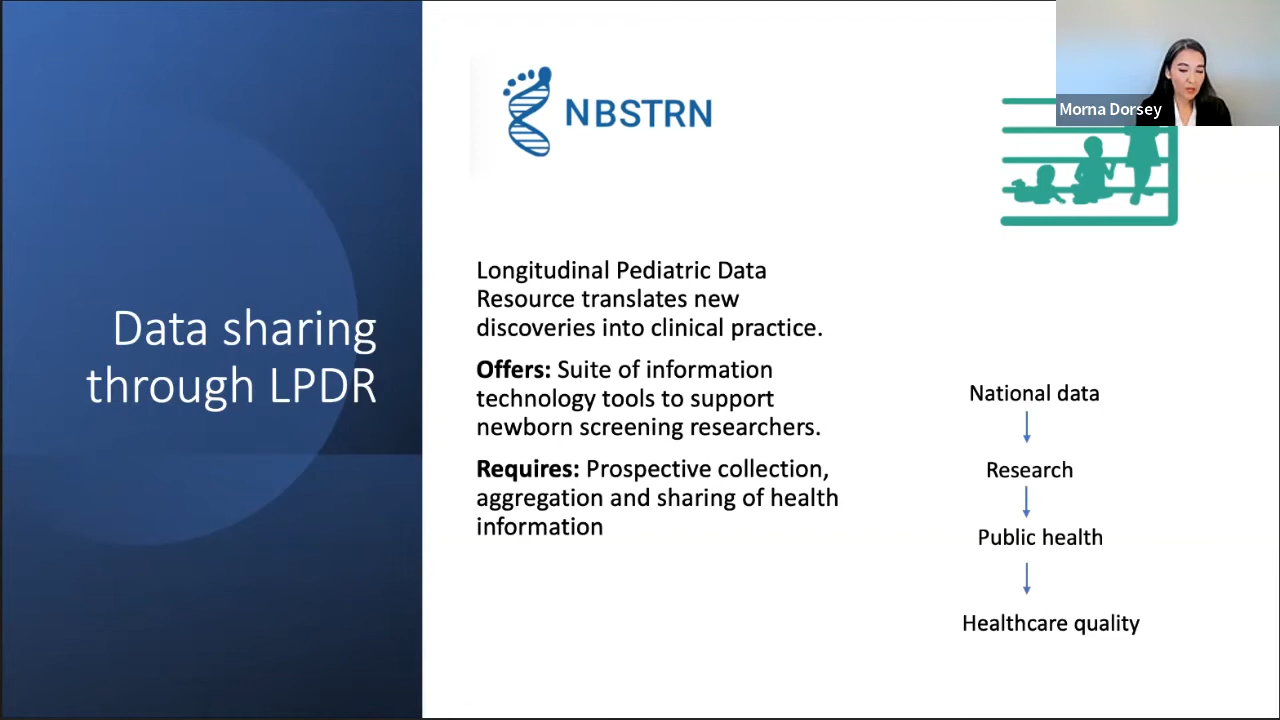 Data sharing
through LPDR
NBSTRN
Morna Dorsey
Longitudinal Pediatric Data
Resource translates new
discoveries into clinical practice.
Offers: Suite of information
technology tools to support
newborn screening researchers.
Requires: Prospective collection,
aggregation and sharing of health
information
National data
Research
Public health
Healthcare quality